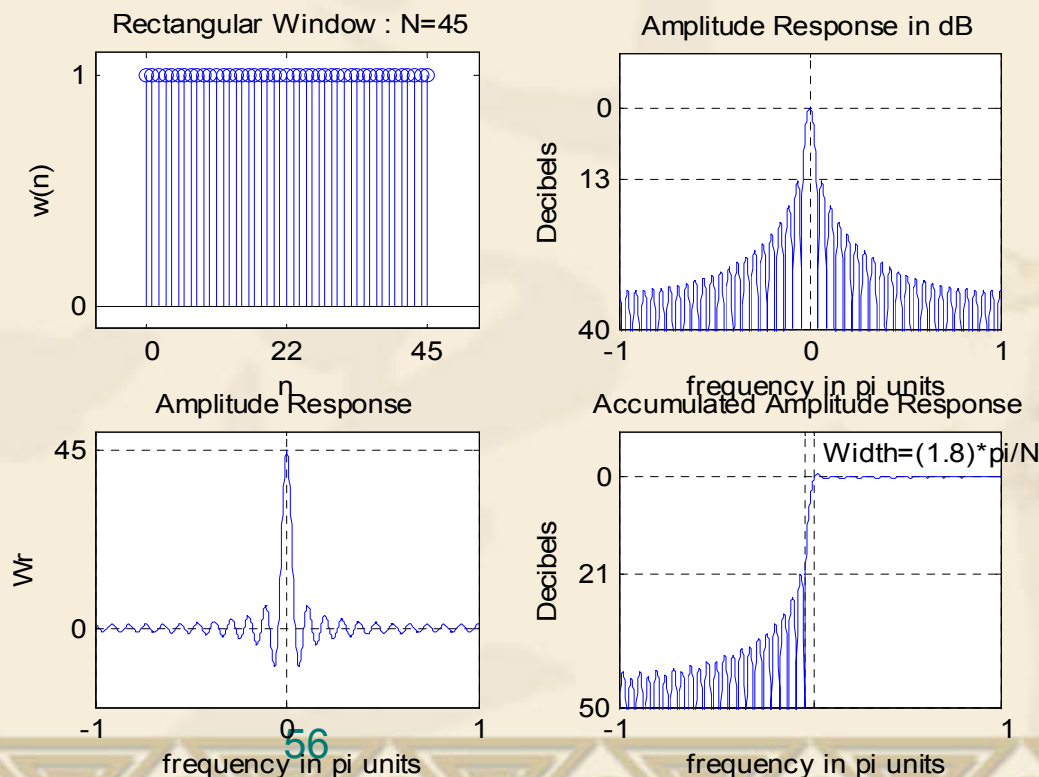 Rectangular Window : N=45
1
w(n)
0
0
22
45
n
Amplitude Response in dB
0
Decibels
13
40
-1
0
1
frequency in pi units
Amplitude Response
45
Wr
0
-1
0
1
frequency in pi units
Accumulated Amplitude Response
Width=(1.8)*pi/N
0
Decibels
21
50
-1
0
1
frequency in pi units
56